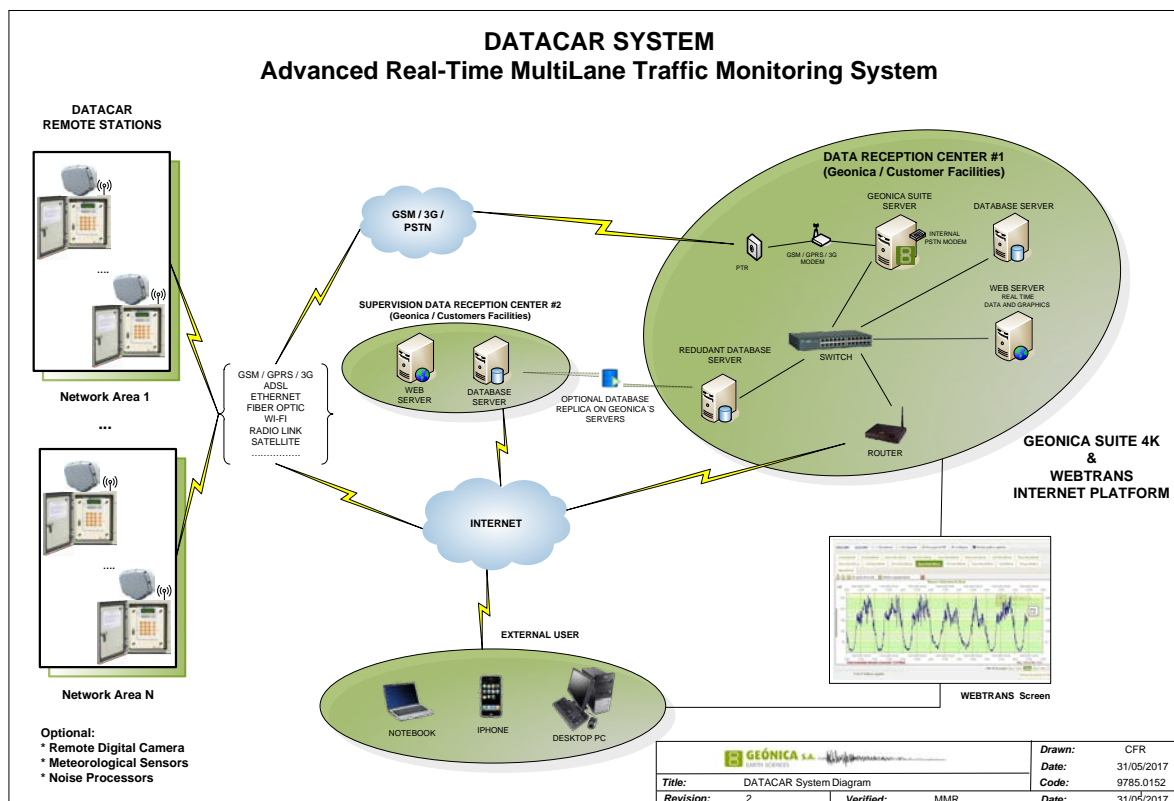 DATACAR SYSTEM
Advanced Real-Time MultiLane Traffic Monitoring System
DATACAR
REMOTE STATIONS
....
Network Area 1
...
....
Network Area N
Optional:
* Remote Digital Camera
* Meteorological Sensors
* Noise Processors
GSM / GPRS / 3G
ADSL
ETHERNET
FIBER OPTIC
WI-FI
RADIO LINK
SATELLITE
………………
GSM / 3G /
PSTN
SUPERVISION DATA RECEPTION CENTER #2
(Geonica / Customers Facilities)
WEB
SERVER
DATABASE
SERVER
OPTIONAL DATABASE
REPLICA ON GEONICA´S
SERVERS
INTERNET
EXTERNAL USER
NOTEBOOK
IPHONE
DESKTOP PC
DATA RECEPTION CENTER #1
(Geonica / Customer Facilities)
GEONICA SUITE
SERVER
DATABASE SERVER
INTERNAL
PSTN MODEM
PTR
GSM / GPRS / 3G
MODEM
WEB SERVER
REAL TIME
DATA AND GRAPHICS
SWITCH
REDUDANT DATABASE
SERVER
ROUTER
GEONICA SUITE 4K
&
WEBTRANS
INTERNET PLATFORM
WEBTRANS Screen
GEÓNICA S.A.
EARTH SCIENCES
Drawn: CFR
Date: 31/05/2017
Title: DATACAR System Diagram
Code: 9785.0152
Revision: 2 Verified: MMR Date: 31/05/2017